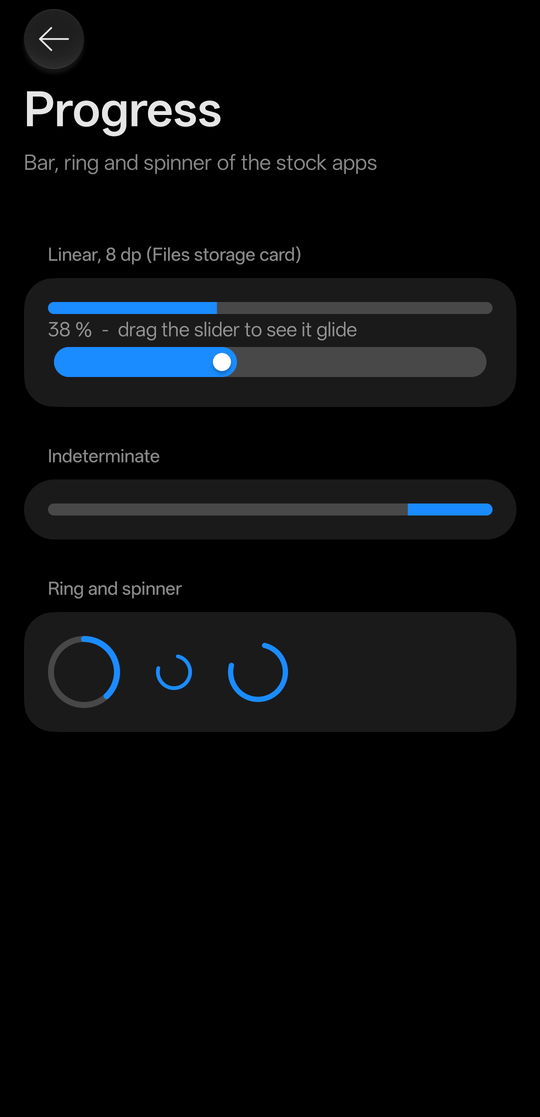 Progress
Bar, ring and spinner of the stock apps
Linear, 8 dp (Files storage card)
38 % - drag the slider to see it glide
Indeterminate
Ring and spinner